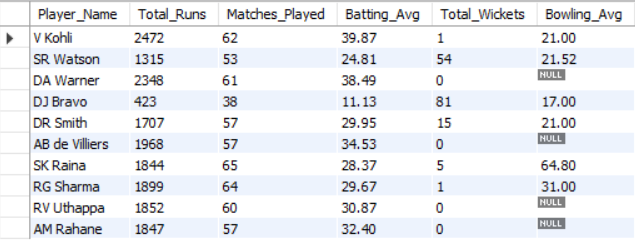 Player_Name Total_Runs Matches_Played Batting_Avg Total_Wickets Bowling_Avg
V Kohli 2472 62 39.87 1 21.00
SR Watson 1315 53 24.81 54 21.52
DA Warner 2348 61 38.49 0 NULL
DJ Bravo 423 38 11.13 81 17.00
DR Smith 1707 57 29.95 15 21.00
AB de Villiers 1968 57 34.53 0 NULL
SK Raina 1844 65 28.37 5 64.80
RG Sharma 1899 64 29.67 1 31.00
RV Uthappa 1852 60 30.87 0 NULL
AM Rahane 1847 57 32.40 0 NULL